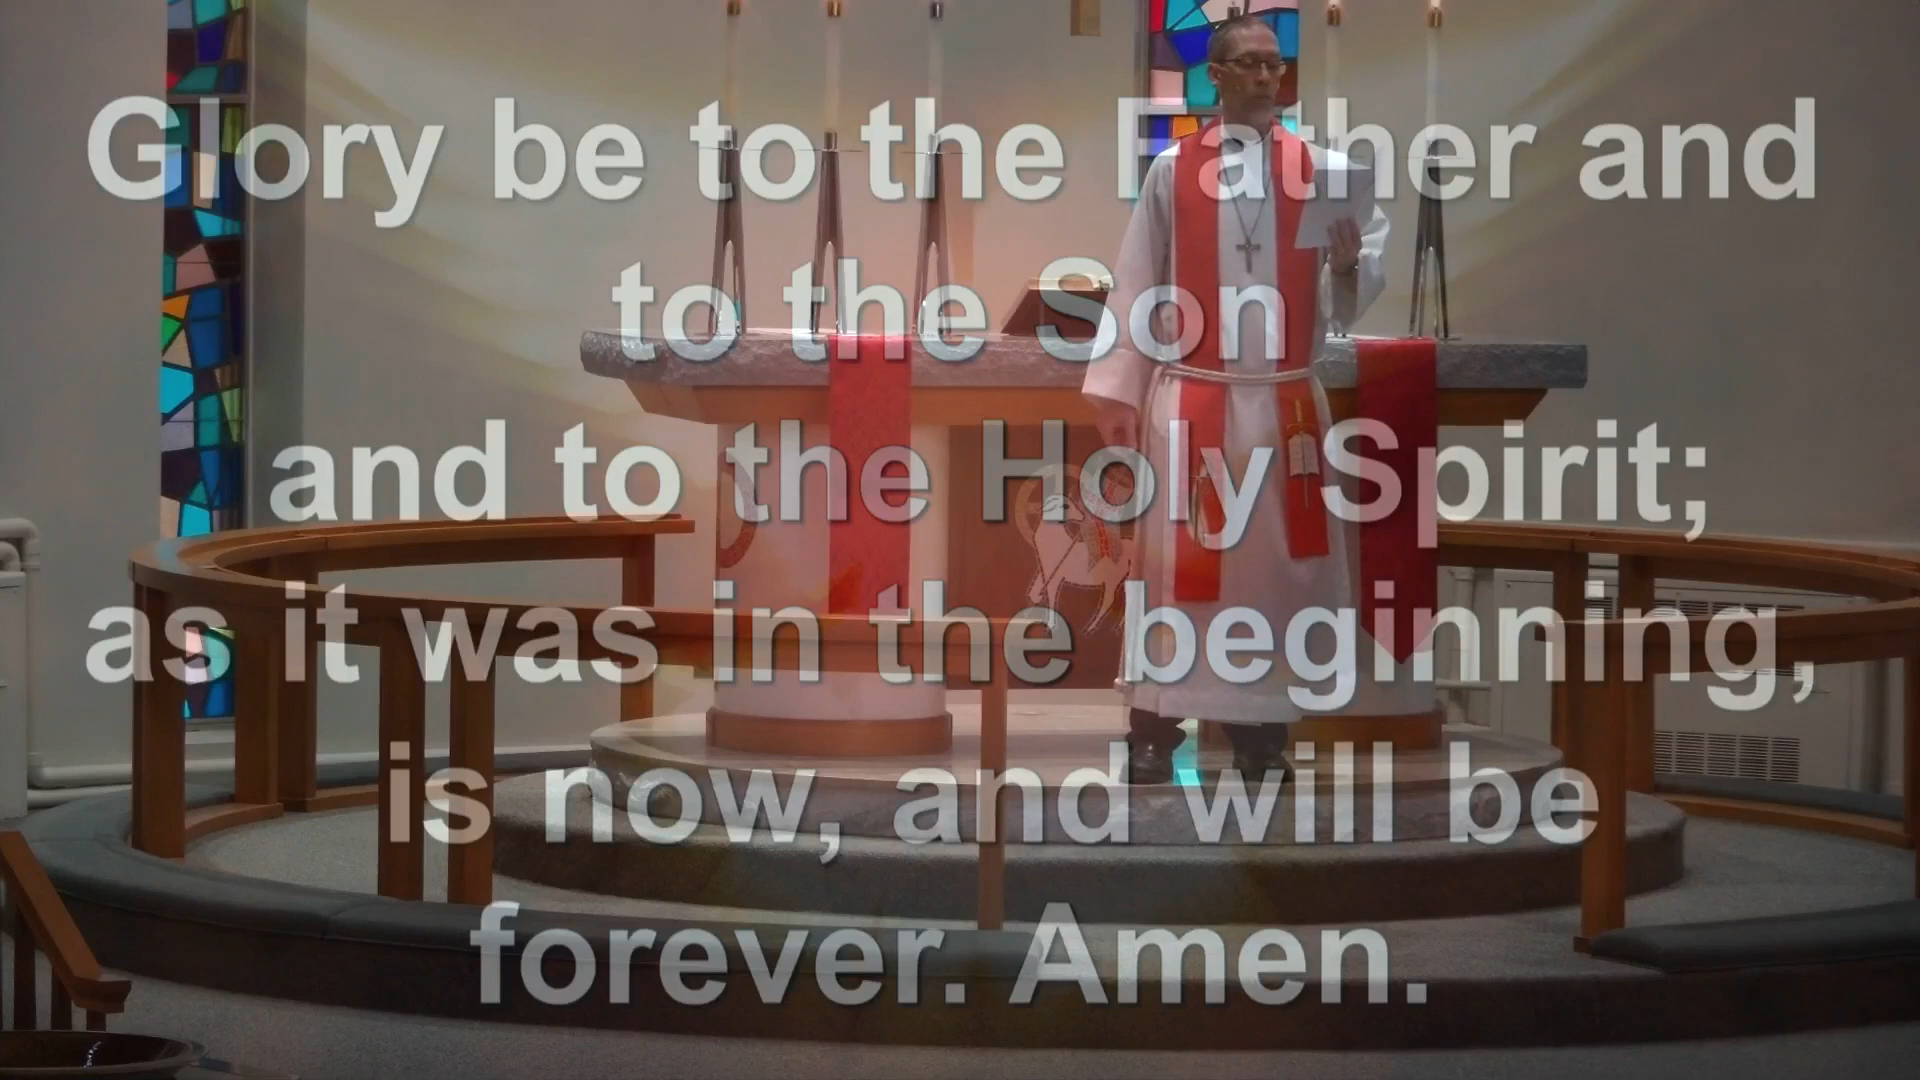 Glory be to the Father and
to the Son
and to the Holy Spirit;
as it was in the beginning,
is now, and will be
forever. Amen.